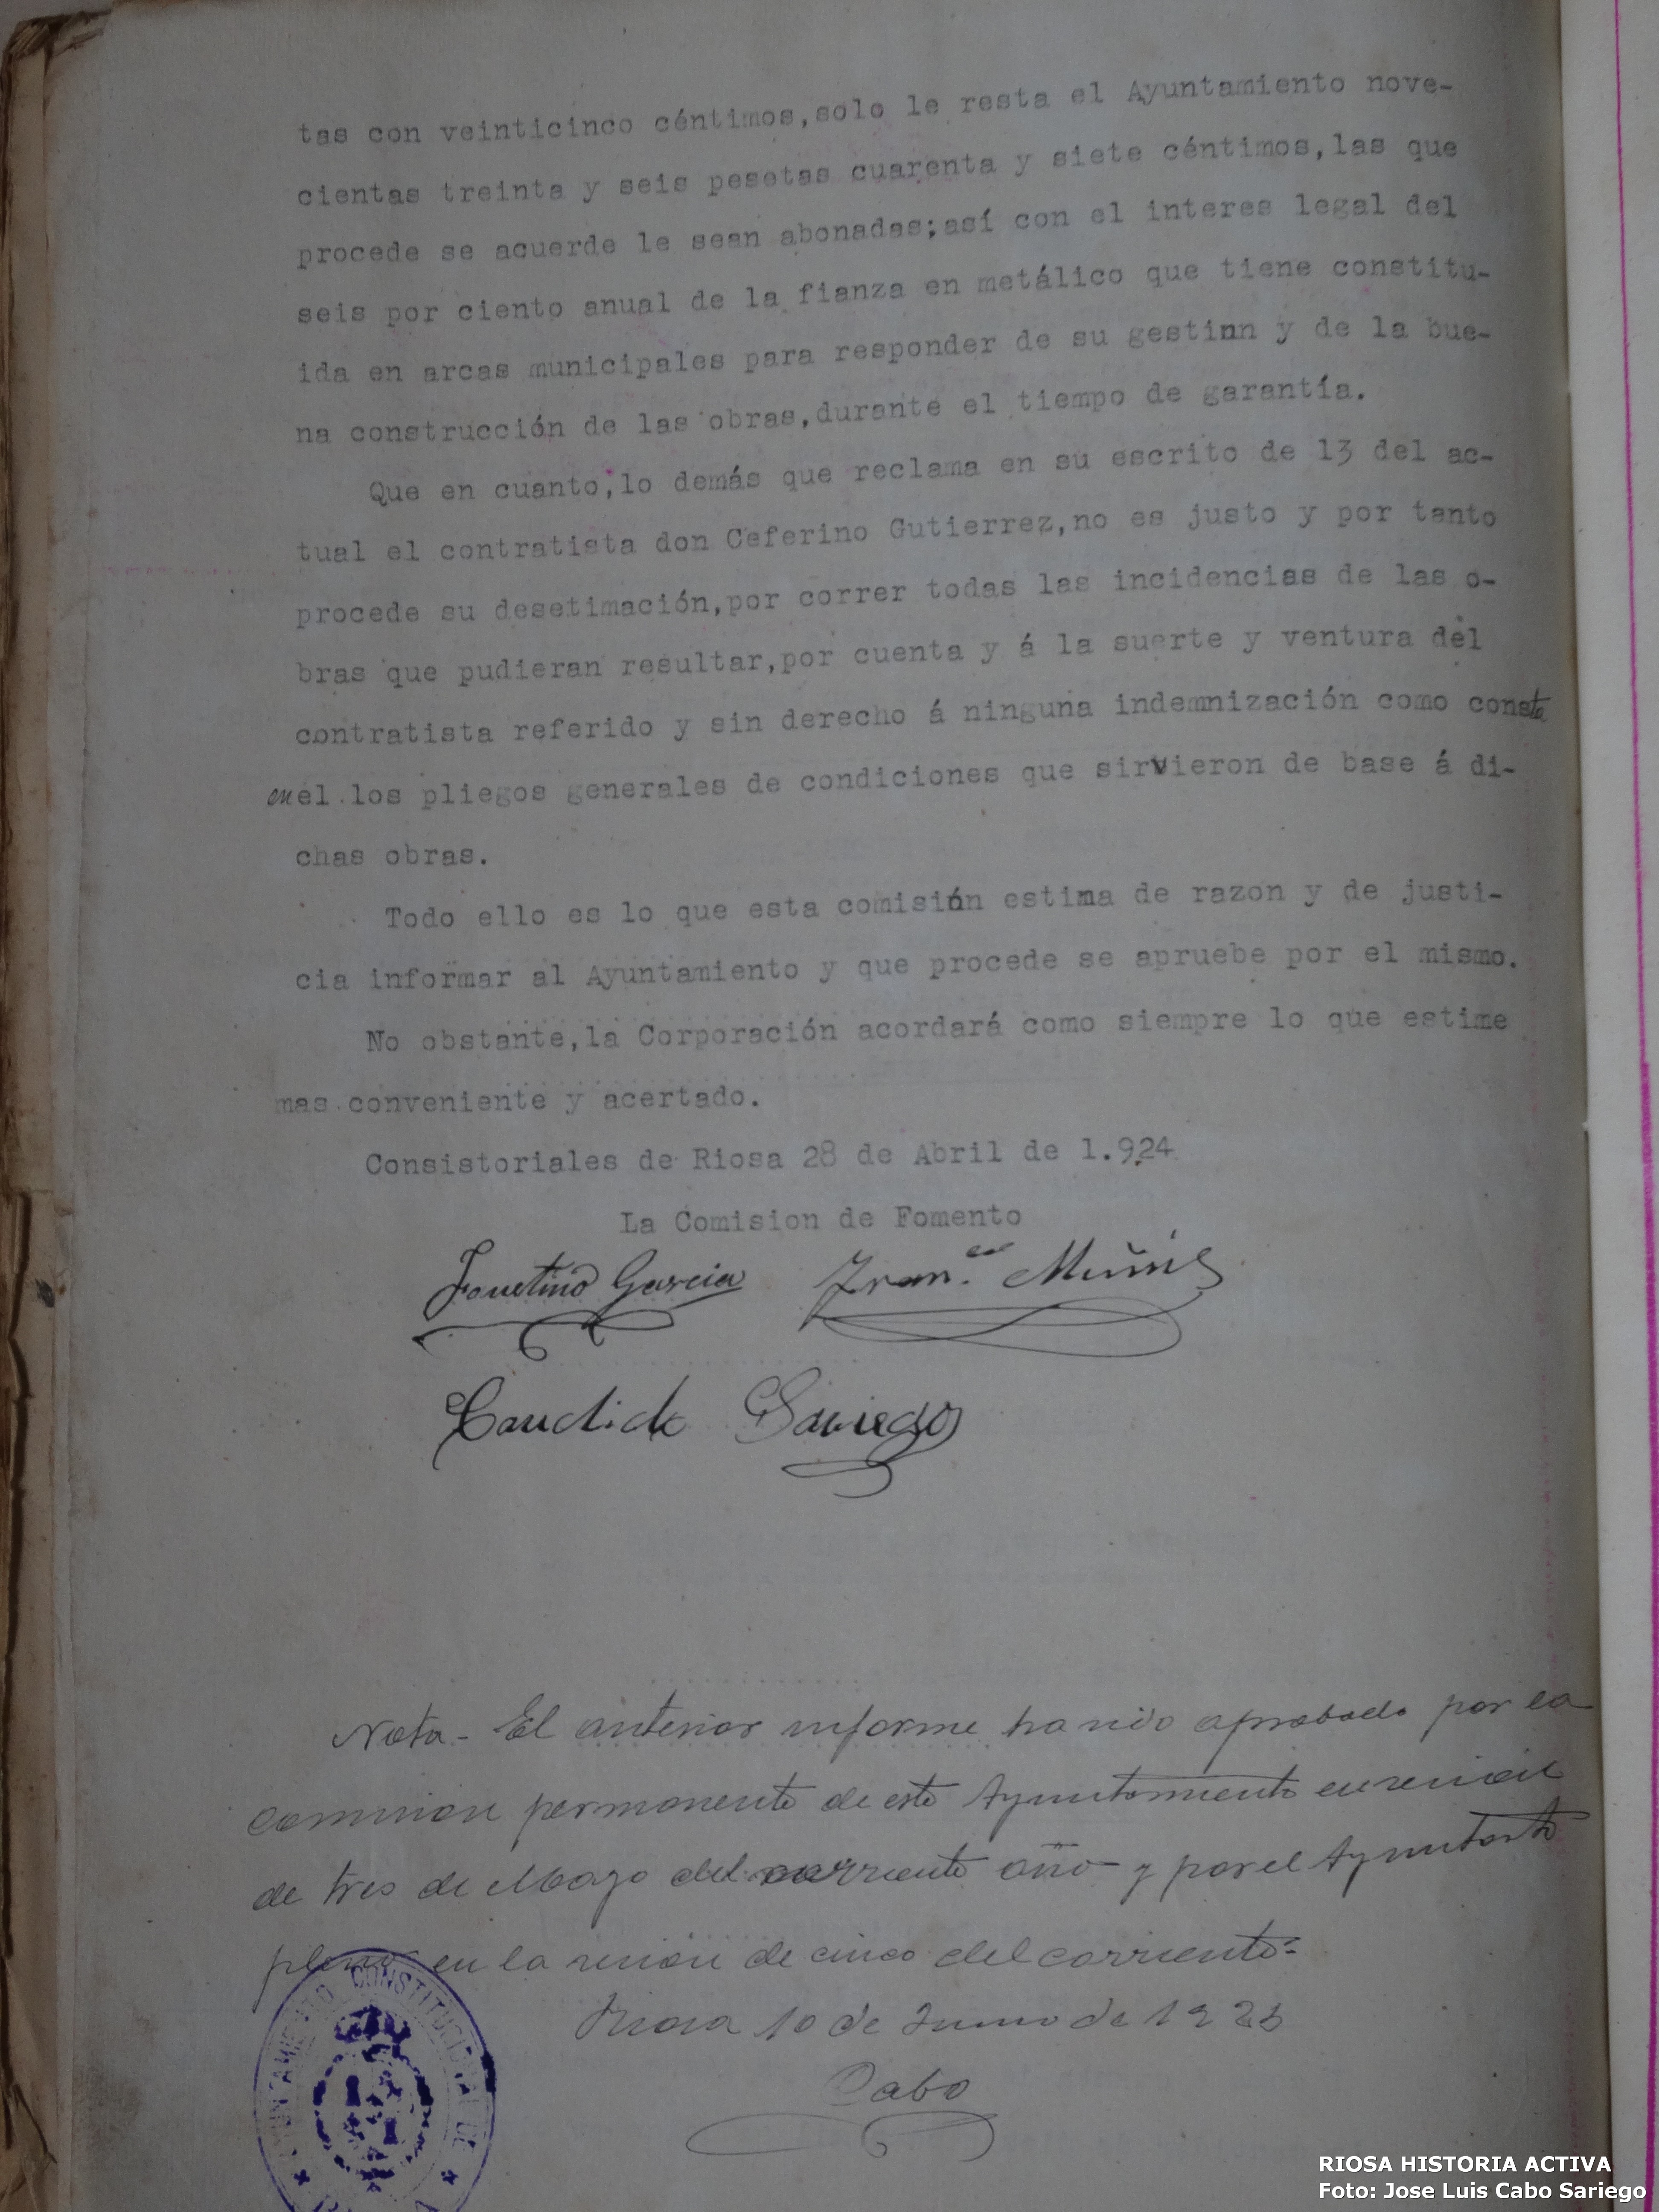 tas con veinticinco céntimos,solo le resta el Ayuntamiento nove-
cientas treinta y seis pesetas cuarenta y siete céntimos,las que
procede se acuerde le sean abonadas;así con el interes legal del
seis por ciento anual de la fianza en metálico que tiene constitu-
ida en arcas municipales para responder de su gestinn y de la bue-
na construcción de las obras,durante el tiempo de garantía.
Que en cuanto,lo demás que reclama en su escrito de 13 del ac-
tual el contratista don Ceferino Gutierrez,no es justo y por tanto
procede su desetimación,por correr todas las incidencias de las o-
bras que pudieran resultar,por cuenta y á la suerte y ventura del
contratista referido y sin derecho á ninguna indemnización como consta
en él los pliegos generales de condiciones que sirvieron de base á di-
chas obras.
Todo ello es lo que esta comisión estima de razon y de justi-
cia informar al Ayuntamiento y que procede se apruebe por el mismo.
No obstante,la Corporación acordará como siempre lo que estime
mas conveniente y acertado.
Consistoriales de Riosa 28 de Abril de 1.924
La Comision de Fomento
Faustino Garcia Franco Muñiz
Candido Sariego
Nota - El anterior informe ha sido aprobado por la
comision permanente de este Ayuntamiento en sesion
de tres de Mayo del corriente año y por el Ayuntamto
pleno en la sesion de cinco del corriente=
Riosa 10 de Junio de
Cabo
AYUNTAMIENTO CONSTITUCIONAL DE
RIOSA HISTORIA ACTIVA
Foto: Jose Luis Cabo Sariego